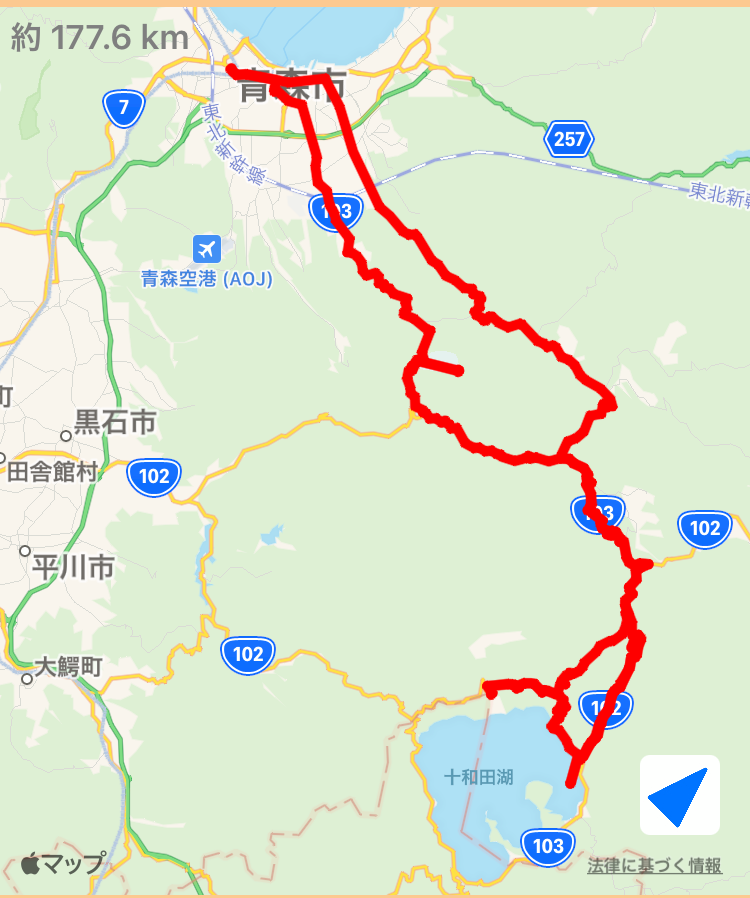 約 177.6 km
青森市
7
東北新幹線
257
東北新幹
103
青森空港 (AOJ)
町
黒石市
田舎館村
102
103
102
平川市
102
大鰐町
102
十和田湖
103
マップ
法律に基づく情報